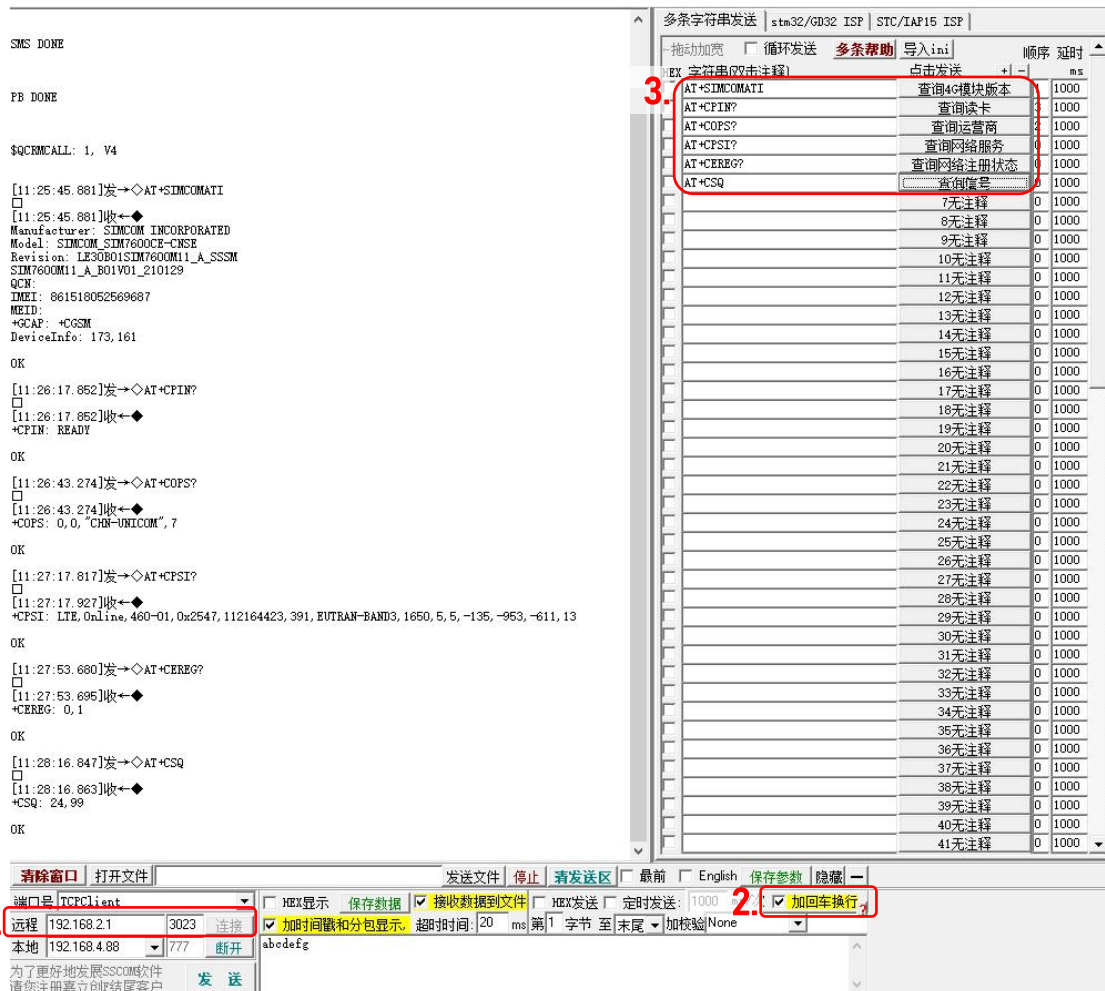 SMS DONE
PB DONE
$QCRMCALL: 1, V4
[11:25:45.881]发→◇AT+SIMCOMATI
□
[11:25:45.881]收←◆
Manufacturer: SIMCOM INCORPORATED
Model: SIMCOM_SIM7600CE-CNSE
Revision: LE30B01SIM7600M11_A_SSSM
SIM7600M11_A_B01V01_210129
QCN:
IMEI: 861518052569687
MEID:
+GCAP: +CGSM
DeviceInfo: 173,161
OK
[11:26:17.852]发→◇AT+CPIN?
□
[11:26:17.852]收←◆
+CPIN: READY
OK
[11:26:43.274]发→◇AT+COPS?
□
[11:26:43.274]收←◆
+COPS: 0,0,"CHN-UNICOM",7
OK
[11:27:17.817]发→◇AT+CPSI?
□
[11:27:17.927]收←◆
+CPSI: LTE,Online,460-01,0x2547,112164423,391,EUTRAN-BAND3,1650,5,5,-135,-953,-611,13
OK
[11:27:53.680]发→◇AT+CEREG?
□
[11:27:53.695]收←◆
+CEREG: 0,1
OK
[11:28:16.847]发→◇AT+CSQ
□
[11:28:16.863]收←◆
+CSQ: 24,99
OK
多条字符串发送 stm32/GD32 ISP STC/IAP15 ISP
拖动加宽 循环发送 多条帮助 导入ini 顺序 延时
HEX 字符串(双击注释) 点击发送 + - ms
3.
AT+SIMCOMATI 查询4G模块版本 1000
AT+CPIN? 查询读卡 3 1000
AT+COPS? 查询运营商 2 1000
AT+CPSI? 查询网络服务 1000
AT+CEREG? 查询网络注册状态 1000
AT+CSQ 查询信号 1000
7无注释 0 1000
8无注释 0 1000
9无注释 0 1000
10无注释 0 1000
11无注释 0 1000
12无注释 0 1000
13无注释 0 1000
14无注释 0 1000
15无注释 0 1000
16无注释 0 1000
17无注释 0 1000
18无注释 0 1000
19无注释 0 1000
20无注释 0 1000
21无注释 0 1000
22无注释 0 1000
23无注释 0 1000
24无注释 0 1000
25无注释 0 1000
26无注释 0 1000
27无注释 0 1000
28无注释 0 1000
29无注释 0 1000
30无注释 0 1000
31无注释 0 1000
32无注释 0 1000
33无注释 0 1000
34无注释 0 1000
35无注释 0 1000
36无注释 0 1000
37无注释 0 1000
38无注释 0 1000
39无注释 0 1000
40无注释 0 1000
41无注释 0 1000
清除窗口 打开文件 发送文件 停止 清发送区 最前 English 保存参数 隐藏
端口号 TCPClient HEX显示 保存数据 接收数据到文件 HEX发送 定时发送: 1000 2. 加回车换行
远程 192.168.2.1 3023 连接 加时间戳和分包显示, 超时时间: 20 ms 第 1 字节 至 末尾 加校验 None
本地 192.168.4.88 777 断开 abcdefg
为了更好地发展SSCOM软件
发 送